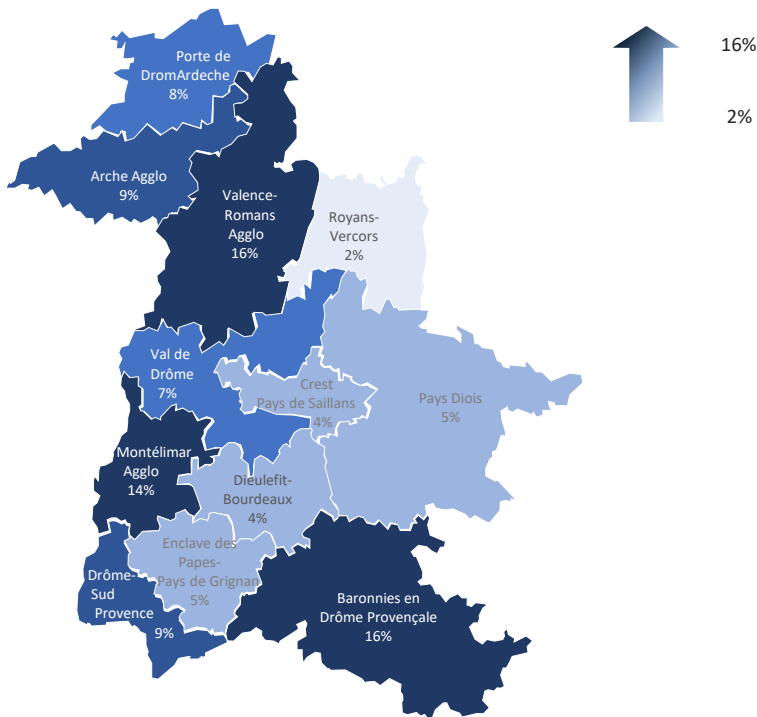 Porte de
DromArdeche
8%
16%
2%
Arche Agglo
9%
Valence-
Romans
Agglo
16%
Royans-
Vercors
2%
Val de
Drôme
7%
Crest
Pays de Saillans
4%
Pays Diois
5%
Montélimar
Agglo
14%
Dieulefit-
Bourdeaux
4%
Enclave des
Papes-
Pays de Grignan
5%
Drôme-
Sud
Provence
9%
Baronnies en
Drôme Provençale
16%